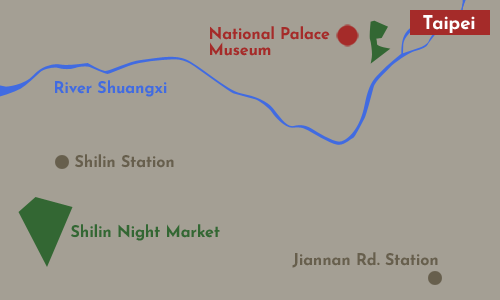 Taipei
National Palace
Museum
River Shuangxi
Shilin Station
Shilin Night Market
Jiannan Rd. Station